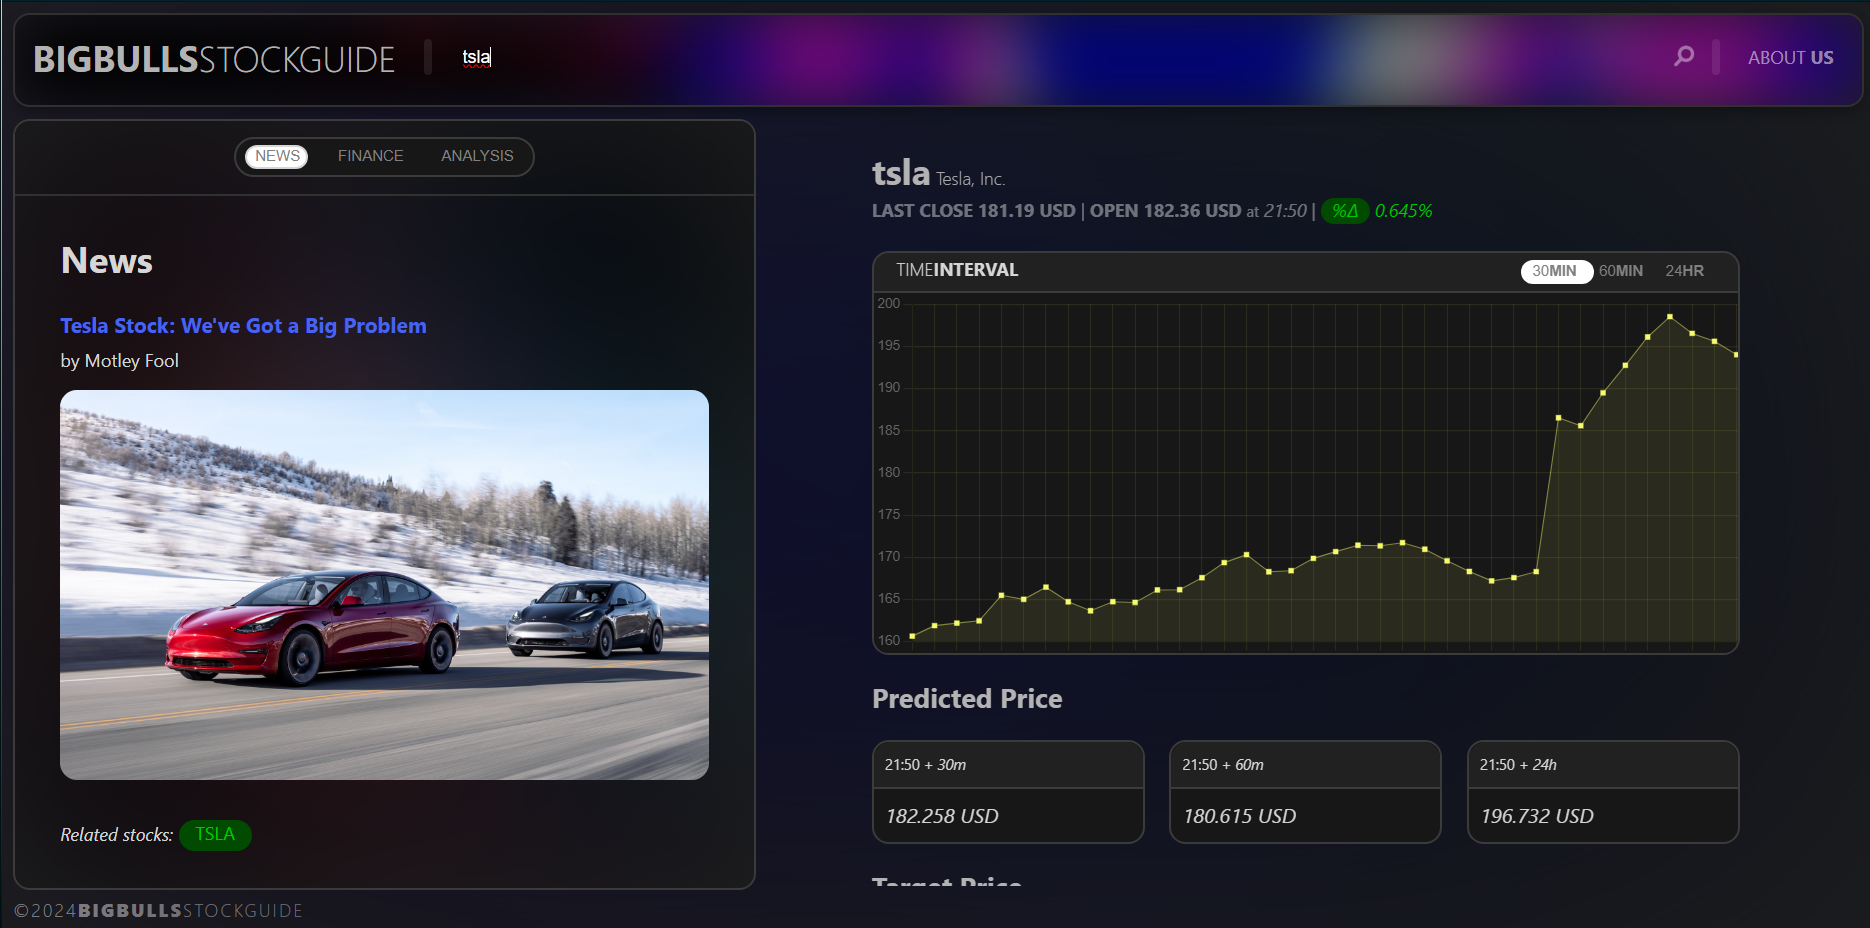 BIGBULLSSTOCKGUIDE
tsla
ABOUT US
NEWS FINANCE ANALYSIS
News
Tesla Stock: We've Got a Big Problem
by Motley Fool
Related stocks: TSLA
tsla Tesla, Inc.
LAST CLOSE 181.19 USD | OPEN 182.36 USD at 21:50 | %Δ 0.645%
TIMEINTERVAL
30MIN 60MIN 24HR
200
195
190
185
180
175
170
165
160
Predicted Price
21:50 + 30m
182.258 USD
21:50 + 60m
180.615 USD
21:50 + 24h
196.732 USD
Target Price
©2024BIGBULLSSTOCKGUIDE